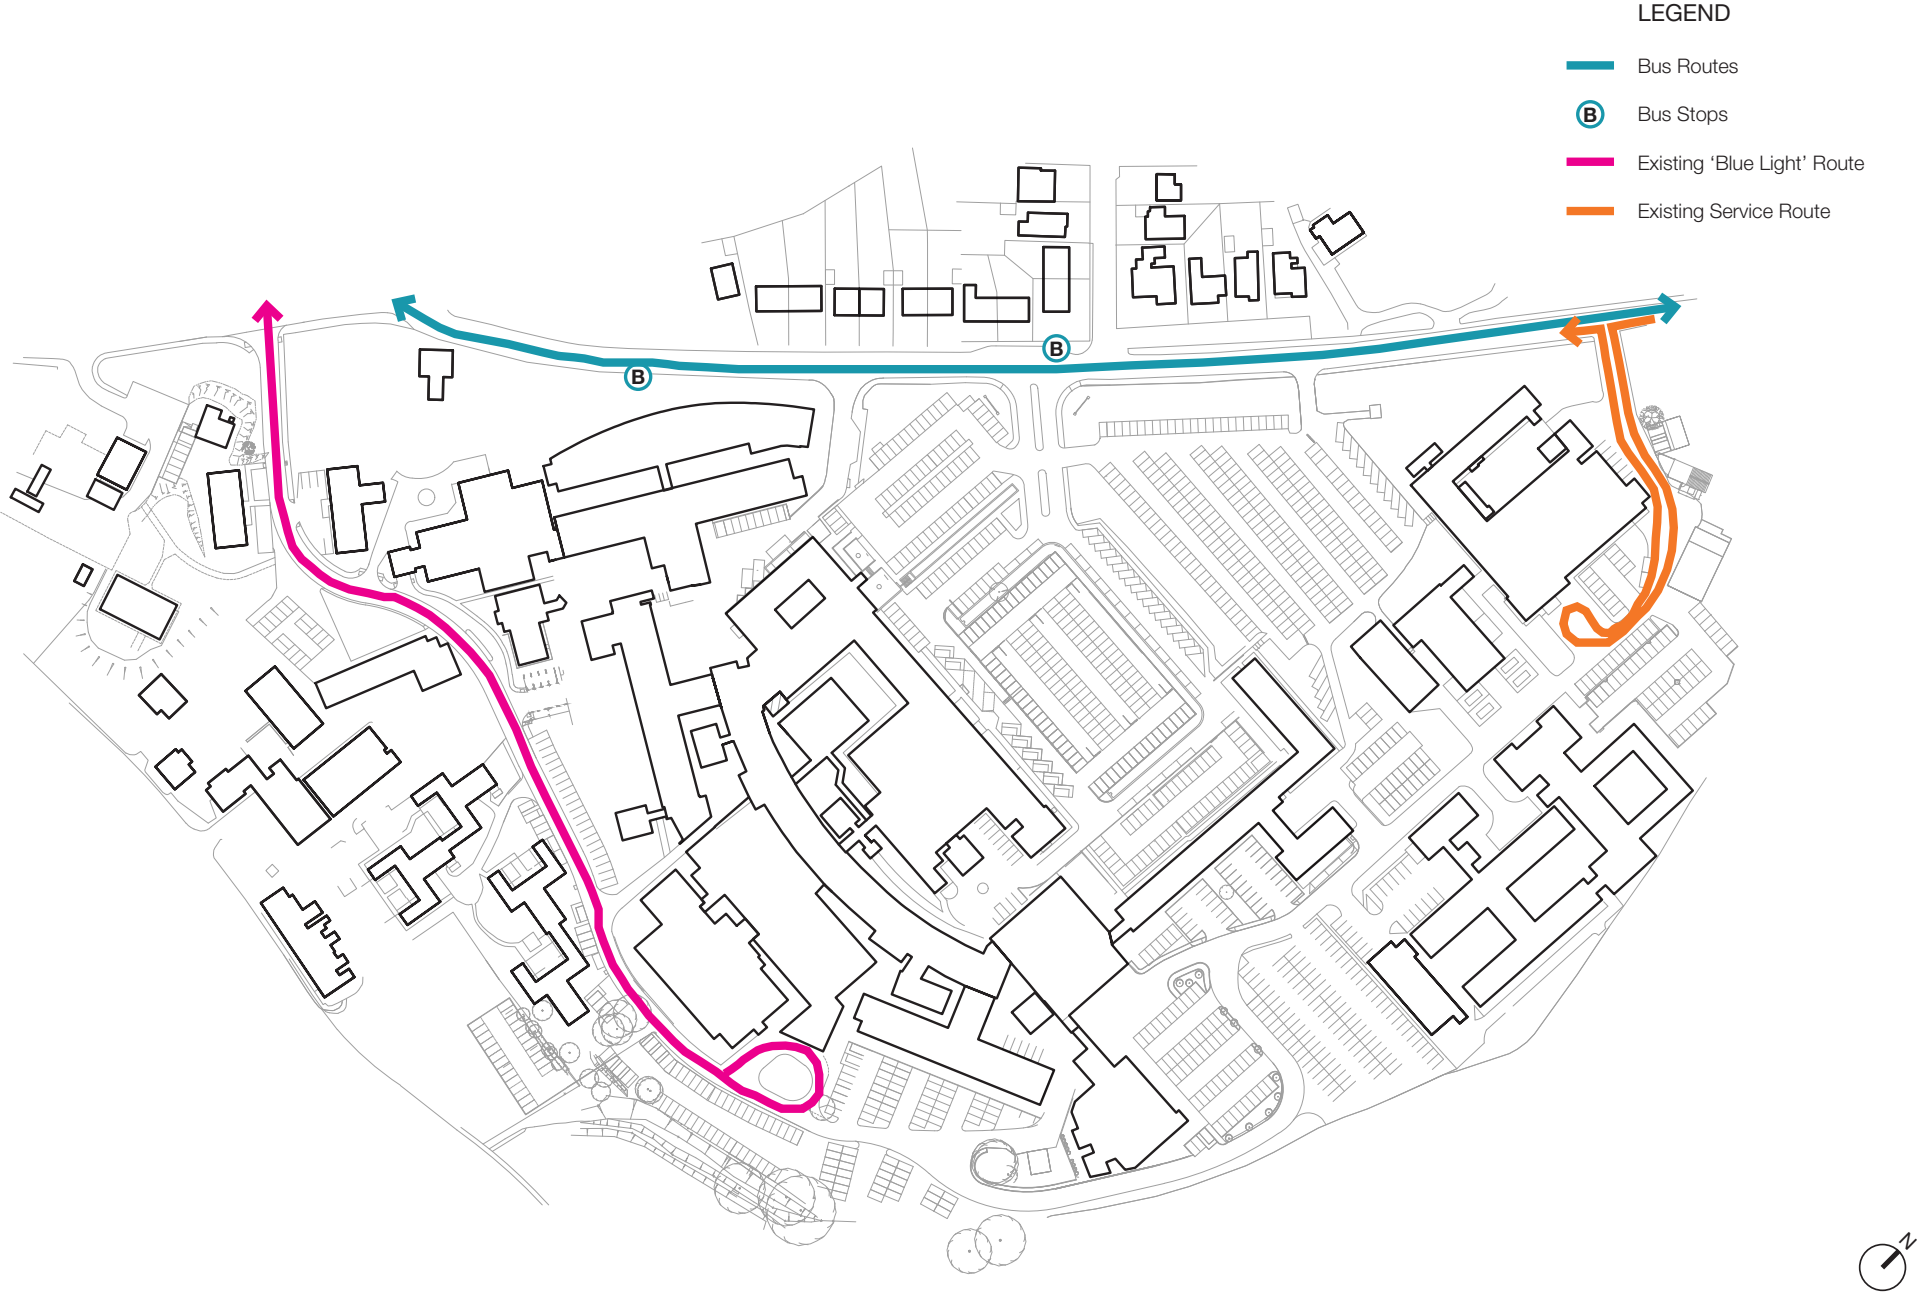 LEGEND
Bus Routes
B Bus Stops
Existing ‘Blue Light’ Route
Existing Service Route
B
B
N